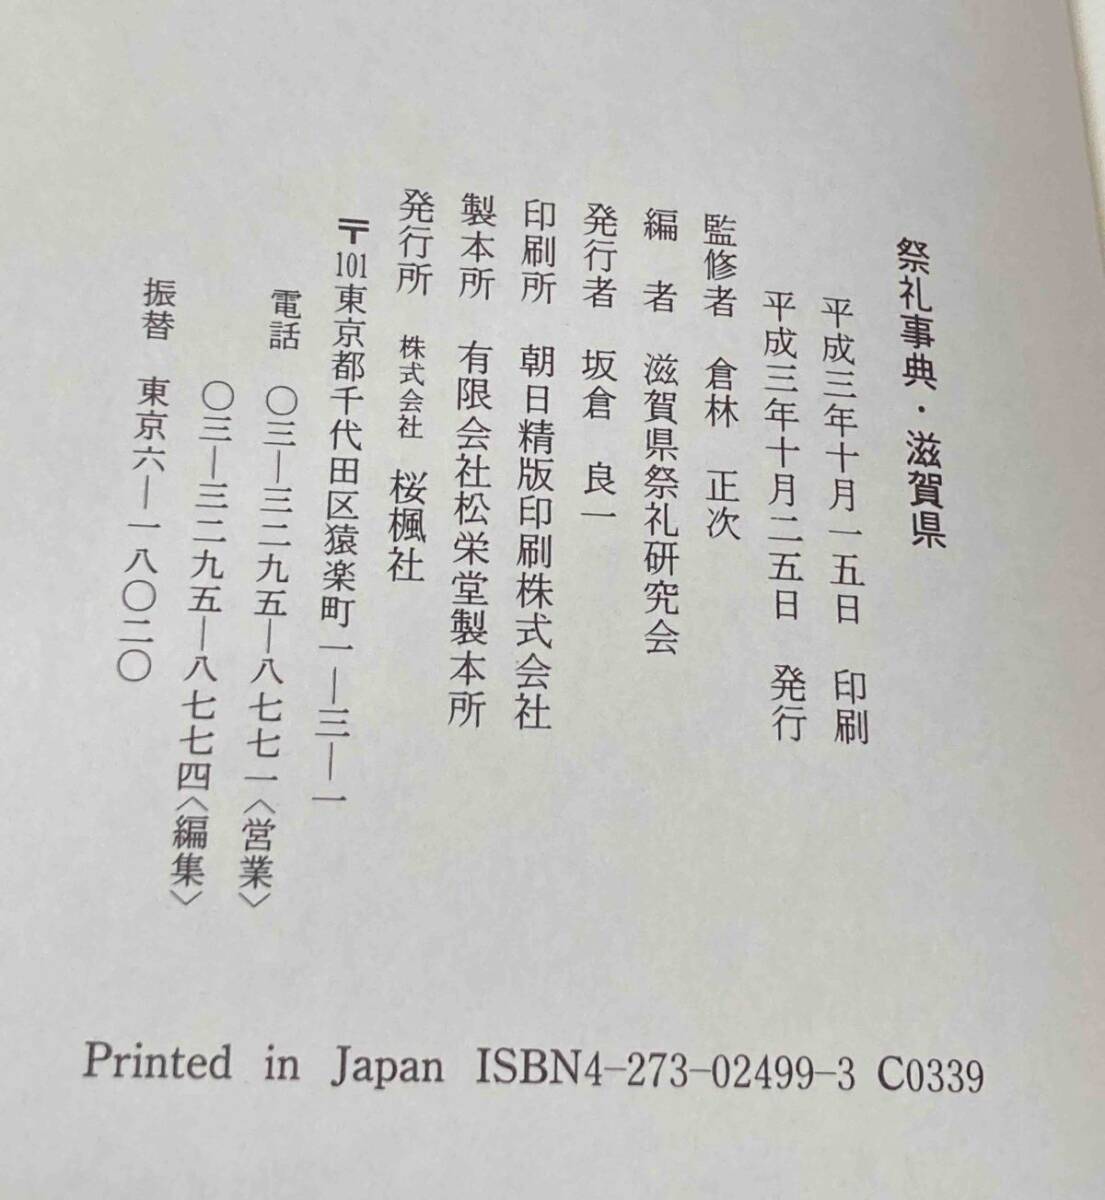 祭礼事典・滋賀県
平成三年十月一五日　印刷
平成三年十月二五日　発行
監修者　倉林　正次
編　者　滋賀県祭礼研究会
発行者　坂倉　良一
印刷所　朝日精版印刷株式会社
製本所　有限会社松栄堂製本所
発行所　株式会社　桜楓社
〒101東京都千代田区猿楽町一―三―一
電話　〇三―三二九五―八七七一〈営業〉
〇三―三二九五―八七七四〈編集〉
振替　東京六―一八〇二〇
Printed in Japan ISBN4-273-02499-3 C0339